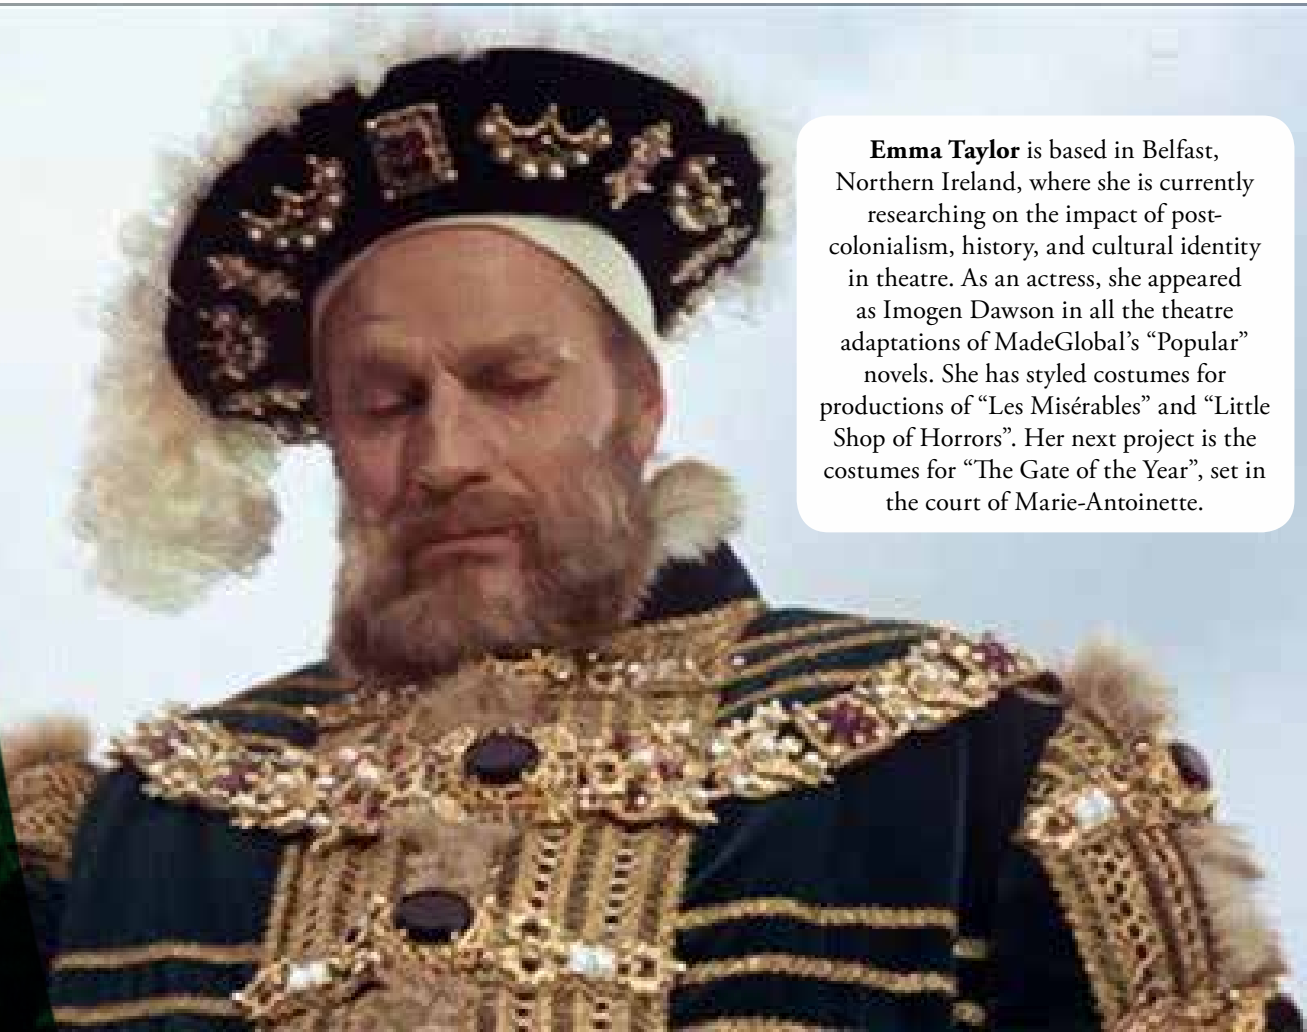 Emma Taylor is based in Belfast,
Northern Ireland, where she is currently
researching on the impact of post-
colonialism, history, and cultural identity
in theatre. As an actress, she appeared
as Imogen Dawson in all the theatre
adaptations of MadeGlobal’s “Popular”
novels. She has styled costumes for
productions of “Les Misérables” and “Little
Shop of Horrors”. Her next project is the
costumes for “The Gate of the Year”, set in
the court of Marie-Antoinette.